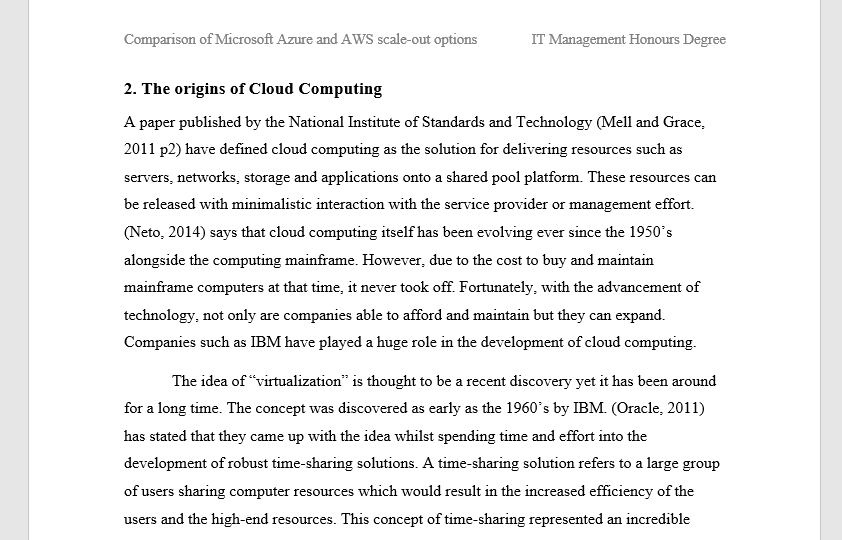 Comparison of Microsoft Azure and AWS scale-out options IT Management Honours Degree
2. The origins of Cloud Computing
A paper published by the National Institute of Standards and Technology (Mell and Grace,
2011 p2) have defined cloud computing as the solution for delivering resources such as
servers, networks, storage and applications onto a shared pool platform. These resources can
be released with minimalistic interaction with the service provider or management effort.
(Neto, 2014) says that cloud computing itself has been evolving ever since the 1950’s
alongside the computing mainframe. However, due to the cost to buy and maintain
mainframe computers at that time, it never took off. Fortunately, with the advancement of
technology, not only are companies able to afford and maintain but they can expand.
Companies such as IBM have played a huge role in the development of cloud computing.
The idea of “virtualization” is thought to be a recent discovery yet it has been around
for a long time. The concept was discovered as early as the 1960’s by IBM. (Oracle, 2011)
has stated that they came up with the idea whilst spending time and effort into the
development of robust time-sharing solutions. A time-sharing solution refers to a large group
of users sharing computer resources which would result in the increased efficiency of the
users and the high-end resources. This concept of time-sharing represented an incredible